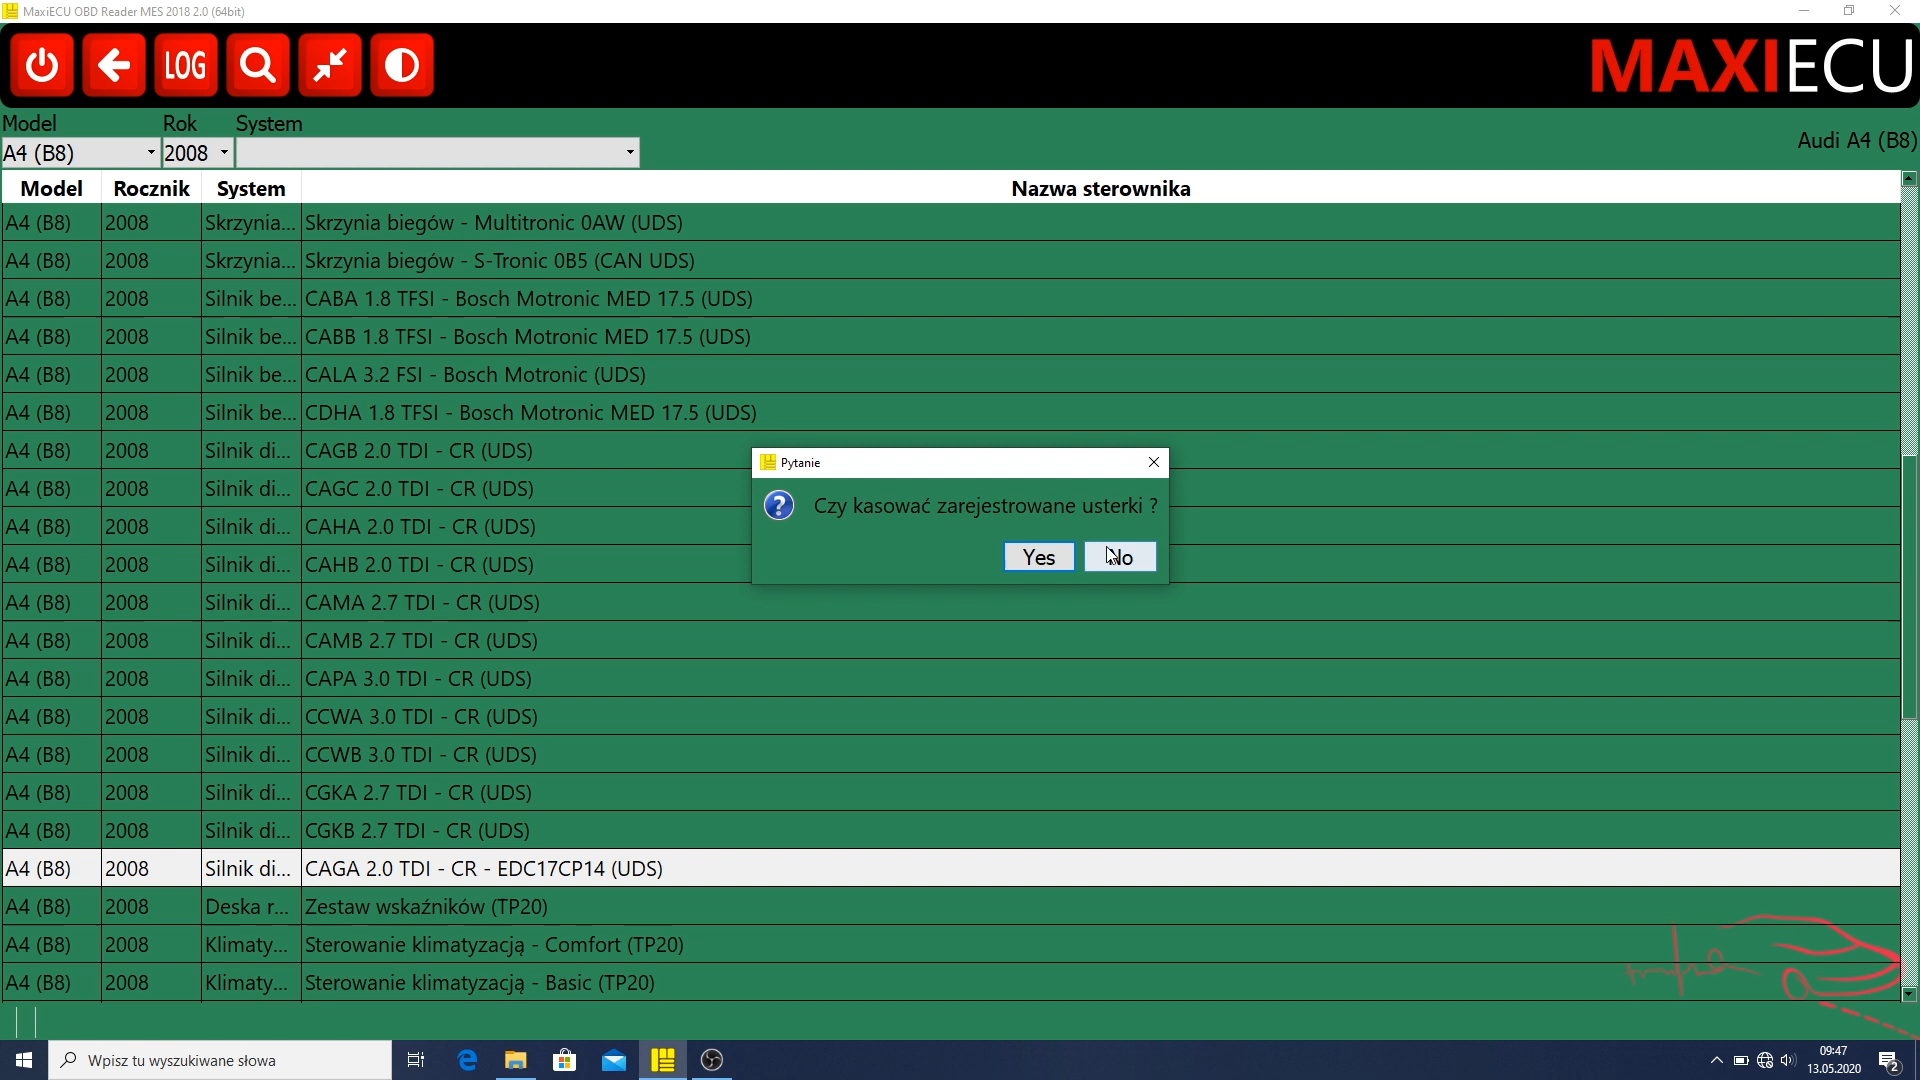 MaxiECU OBD Reader MES 2018 2.0 (64bit)
LOG
MAXIECU
Model Rok System
A4 (B8) 2008
Audi A4 (B8)
Model Rocznik System Nazwa sterownika
A4 (B8) 2008 Skrzynia... Skrzynia biegów - Multitronic 0AW (UDS)
A4 (B8) 2008 Skrzynia... Skrzynia biegów - S-Tronic 0B5 (CAN UDS)
A4 (B8) 2008 Silnik be... CABA 1.8 TFSI - Bosch Motronic MED 17.5 (UDS)
A4 (B8) 2008 Silnik be... CABB 1.8 TFSI - Bosch Motronic MED 17.5 (UDS)
A4 (B8) 2008 Silnik be... CALA 3.2 FSI - Bosch Motronic (UDS)
A4 (B8) 2008 Silnik be... CDHA 1.8 TFSI - Bosch Motronic MED 17.5 (UDS)
A4 (B8) 2008 Silnik di... CAGB 2.0 TDI - CR (UDS)
A4 (B8) 2008 Silnik di... CAGC 2.0 TDI - CR (UDS)
A4 (B8) 2008 Silnik di... CAHA 2.0 TDI - CR (UDS)
A4 (B8) 2008 Silnik di... CAHB 2.0 TDI - CR (UDS)
A4 (B8) 2008 Silnik di... CAMA 2.7 TDI - CR (UDS)
A4 (B8) 2008 Silnik di... CAMB 2.7 TDI - CR (UDS)
A4 (B8) 2008 Silnik di... CAPA 3.0 TDI - CR (UDS)
A4 (B8) 2008 Silnik di... CCWA 3.0 TDI - CR (UDS)
A4 (B8) 2008 Silnik di... CCWB 3.0 TDI - CR (UDS)
A4 (B8) 2008 Silnik di... CGKA 2.7 TDI - CR (UDS)
A4 (B8) 2008 Silnik di... CGKB 2.7 TDI - CR (UDS)
A4 (B8) 2008 Silnik di... CAGA 2.0 TDI - CR - EDC17CP14 (UDS)
A4 (B8) 2008 Deska r... Zestaw wskaźników (TP20)
A4 (B8) 2008 Klimaty... Sterowanie klimatyzacją - Comfort (TP20)
A4 (B8) 2008 Klimaty... Sterowanie klimatyzacją - Basic (TP20)
Pytanie
Czy kasować zarejestrowane usterki ?
Yes No
Wpisz tu wyszukiwane słowa
09:47
13.05.2020
2